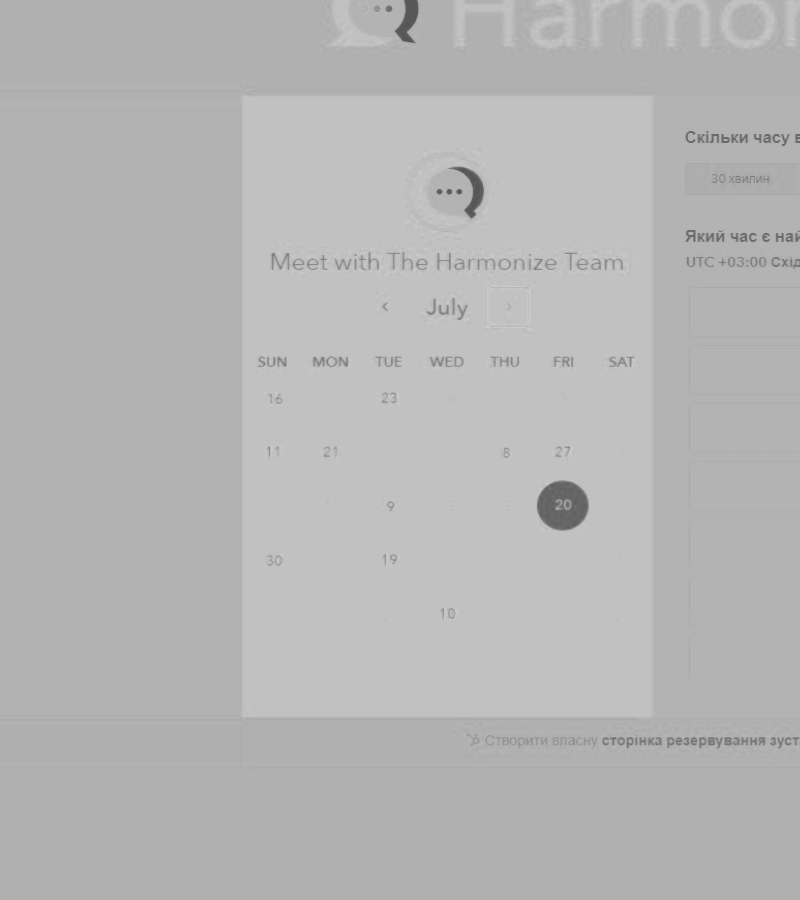 Harmon
Скільки часу в
30 хвилин
Який час є най
UTC +03:00 Схід
Meet with The Harmonize Team
July
SUN MON TUE WED THU FRI SAT
16 23
11 21 8 27
9 20
30 19
10
Створити власну сторінка резервування зуст